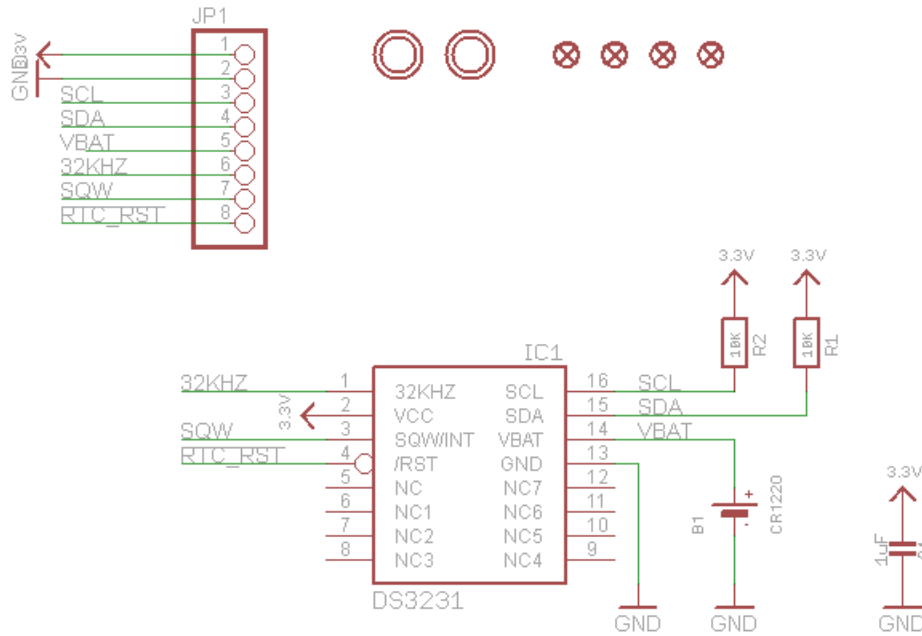 JP1
3.3V
1
GND
2
SCL
3
SDA
4
VBAT
5
32KHZ
6
SQW
7
RTC_RST
8
3.3V
3.3V
10K
R2
10K
R1
IC1
32KHZ
1
32KHZ
SCL
16
SCL
3.3V
2
VCC
SDA
15
SDA
SQW
3
SQW/INT
VBAT
14
VBAT
RTC_RST
4
/RST
GND
13
5
NC
NC7
12
6
NC1
NC6
11
7
NC2
NC5
10
8
NC3
NC4
9
DS3231
B1
+
-
CR1220
GND
GND
3.3V
1uF
GND